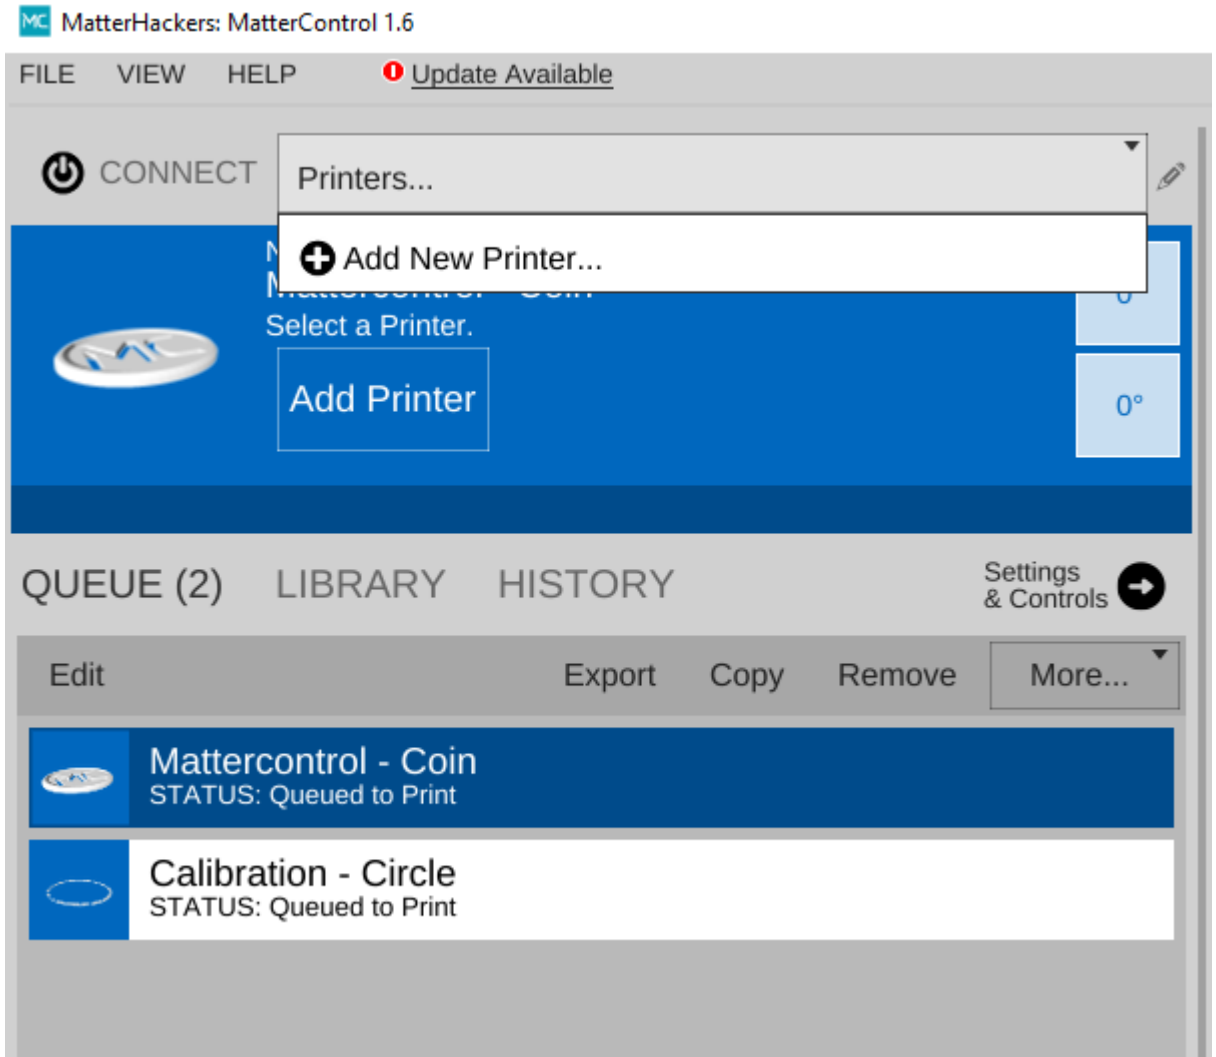 MC MatterHackers: MatterControl 1.6
FILE VIEW HELP Update Available
CONNECT Printers...
Add New Printer...
Select a Printer.
Add Printer
0°
QUEUE (2) LIBRARY HISTORY Settings
& Controls
Edit Export Copy Remove More...
Mattercontrol - Coin
STATUS: Queued to Print
Calibration - Circle
STATUS: Queued to Print